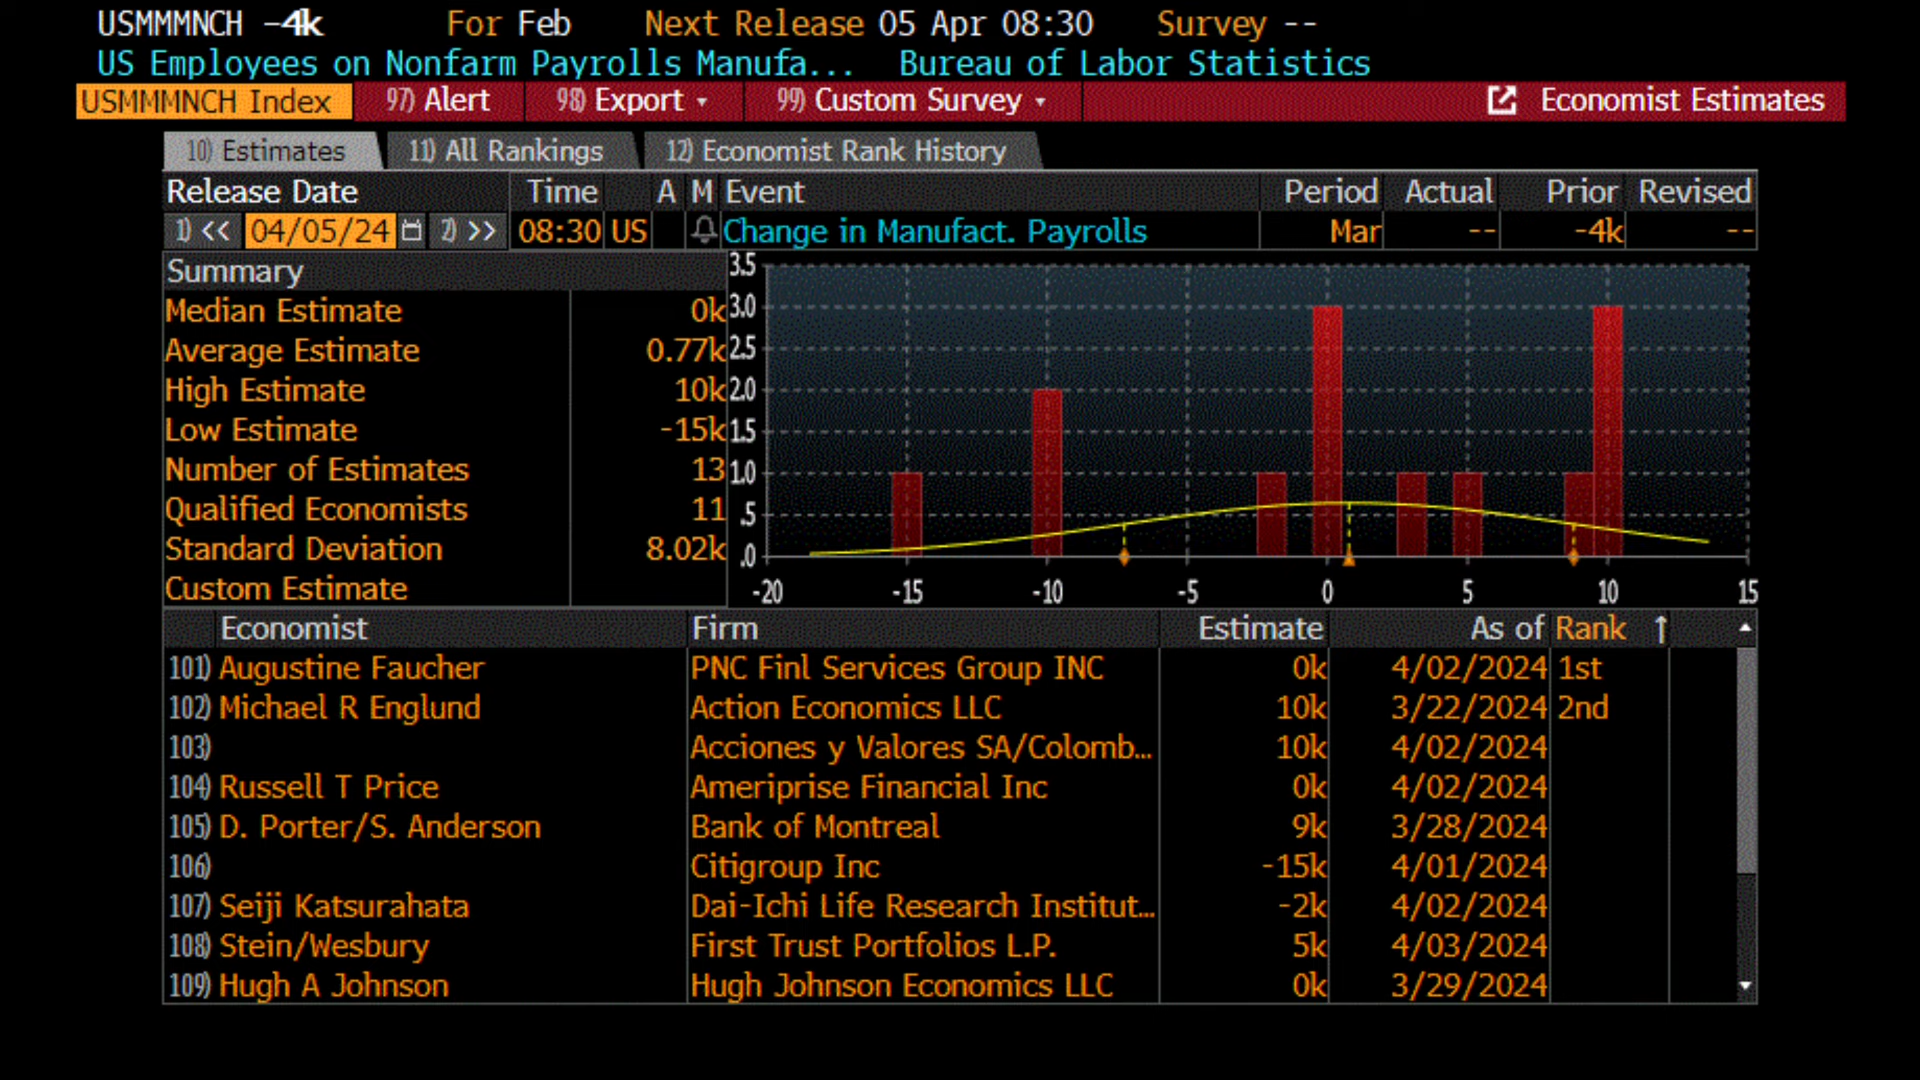 USMMMNCH -4k For Feb Next Release 05 Apr 08:30 Survey --
US Employees on Nonfarm Payrolls Manufa... Bureau of Labor Statistics
USMMMNCH Index 97) Alert 98) Export 99) Custom Survey Economist Estimates
10) Estimates 11) All Rankings 12) Economist Rank History
Release Date Time A M Event Period Actual Prior Revised
1) << 04/05/24 2) >> 08:30 US Change in Manufact. Payrolls Mar -- -4k --
Summary
Median Estimate 0k
Average Estimate 0.77k
High Estimate 10k
Low Estimate -15k
Number of Estimates 13
Qualified Economists 11
Standard Deviation 8.02k
Custom Estimate
3.5
3.0
2.5
2.0
1.5
1.0
.5
.0
-20 -15 -10 -5 0 5 10 15
Economist Firm Estimate As of Rank ↑
101) Augustine Faucher PNC Finl Services Group INC 0k 4/02/2024 1st
102) Michael R Englund Action Economics LLC 10k 3/22/2024 2nd
103) Acciones y Valores SA/Colomb... 10k 4/02/2024
104) Russell T Price Ameriprise Financial Inc 0k 4/02/2024
105) D. Porter/S. Anderson Bank of Montreal 9k 3/28/2024
106) Citigroup Inc -15k 4/01/2024
107) Seiji Katsurahata Dai-Ichi Life Research Institut... -2k 4/02/2024
108) Stein/Wesbury First Trust Portfolios L.P. 5k 4/03/2024
109) Hugh A Johnson Hugh Johnson Economics LLC 0k 3/29/2024